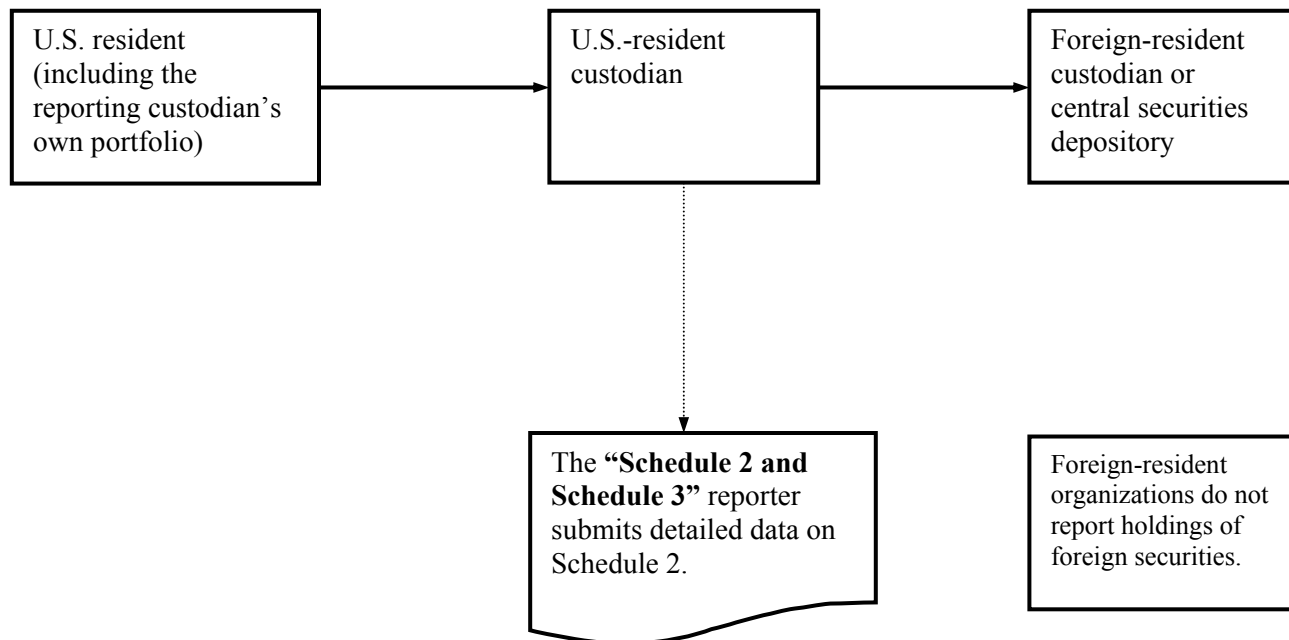 U.S. resident
(including the
reporting custodian’s
own portfolio)
U.S.-resident
custodian
Foreign-resident
custodian or
central securities
depository
The “Schedule 2 and
Schedule 3” reporter
submits detailed data on
Schedule 2.
Foreign-resident
organizations do not
report holdings of
foreign securities.